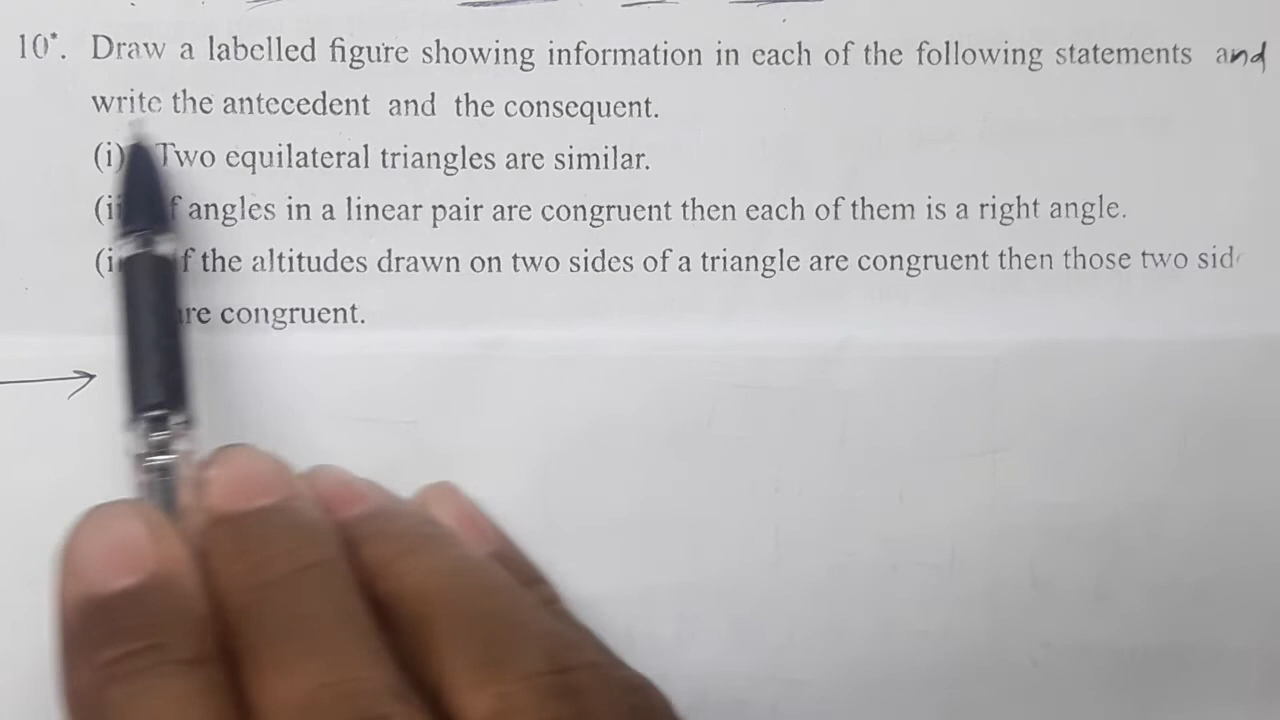 10*. Draw a labelled figure showing information in each of the following statements and
write the antecedent and the consequent.
(i) Two equilateral triangles are similar.
angles in a linear pair are congruent then each of them is a right angle.
the altitudes drawn on two sides of a triangle are congruent then those two
congruent.